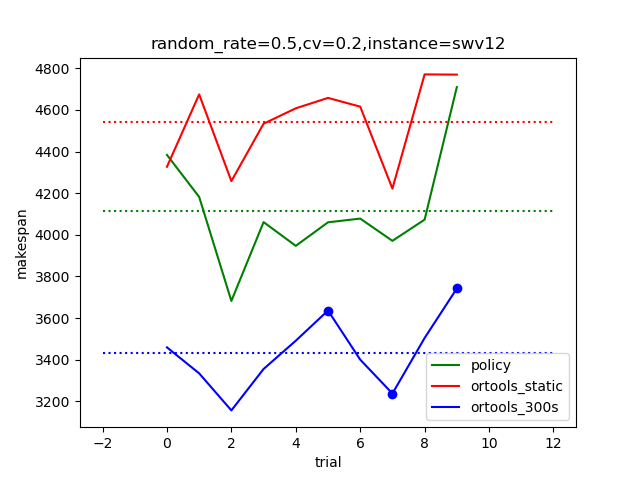 random_rate=0.5,cv=0.2,instance=swv12
4800
4600
4400
4200
4000
3800
3600
3400
3200
makespan
policy
ortools_static
ortools_300s
−2
0
2
4
6
8
10
12
trial